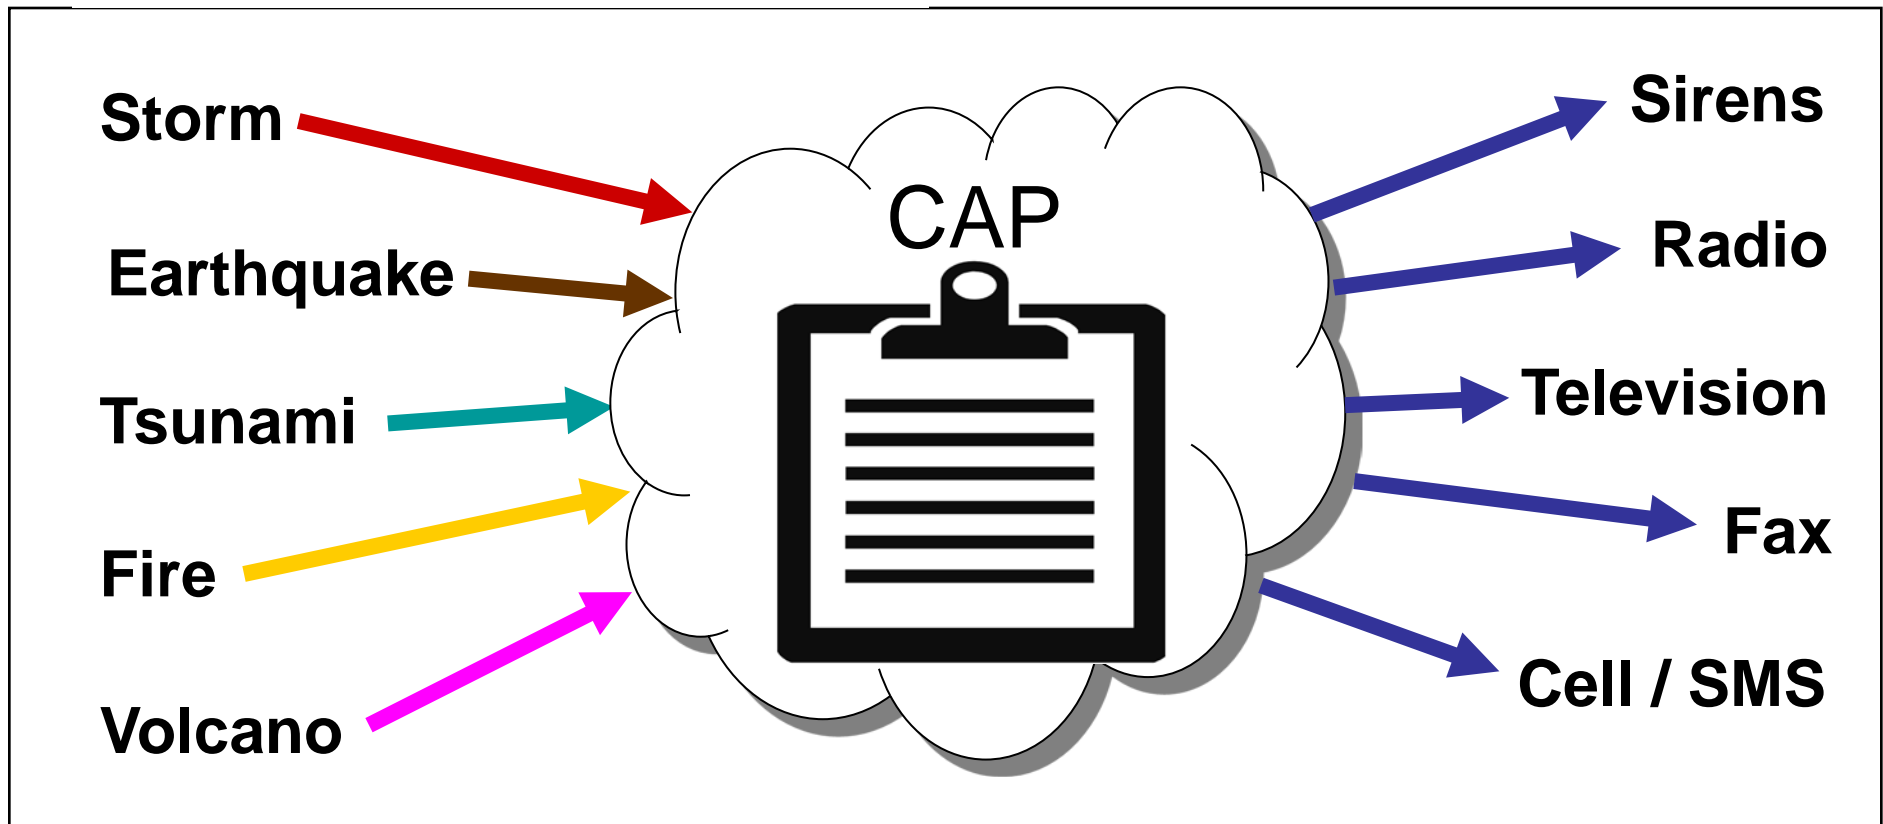 Storm
Earthquake
Tsunami
Fire
Volcano
CAP
Sirens
Radio
Television
Fax
Cell / SMS